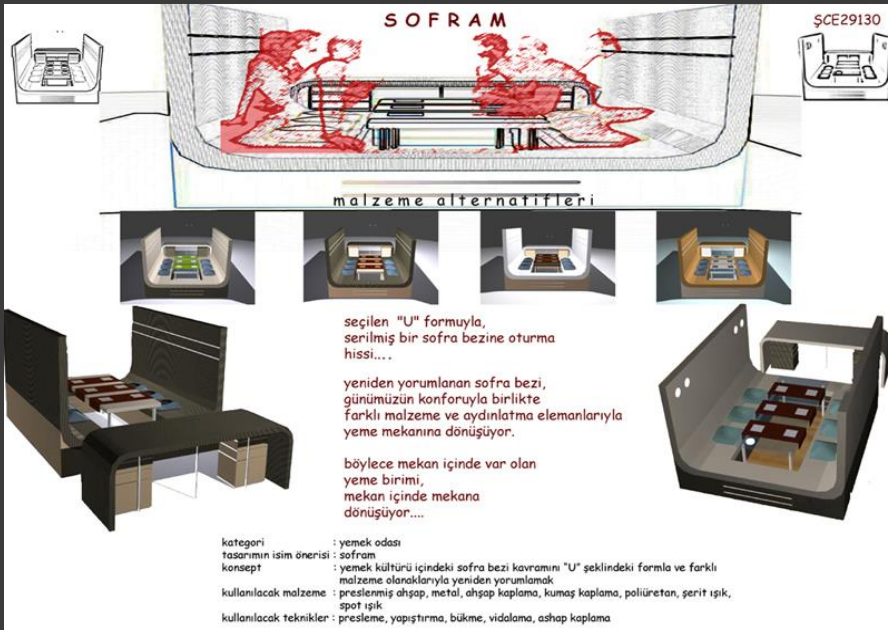 SOFRAM
ŞCE29130
malzeme alternatifleri
seçilen "U" formuyla,
serilmiş bir sofra bezine oturma
hissi....
yeniden yorumlanan sofra bezi,
günümüzün konforuyla birlikte
farklı malzeme ve aydınlatma elemanlarıyla
yeme mekanına dönüşüyor.
böylece mekan içinde var olan
yeme birimi,
mekan içinde mekana
dönüşüyor....
kategori : yemek odası
tasarımın isim önerisi : sofram
konsept : yemek kültürü içindeki sofra bezi kavramını "U" şeklindeki formla ve farklı
malzeme olanaklarıyla yeniden yorumlamak
kullanılacak malzeme : preslenmiş ahşap, metal, ahşap kaplama, kumaş kaplama, poliüretan, şerit ışık,
spot ışık
kullanılacak teknikler : presleme, yapıştırma, bükme, vidalama, ashap kaplama